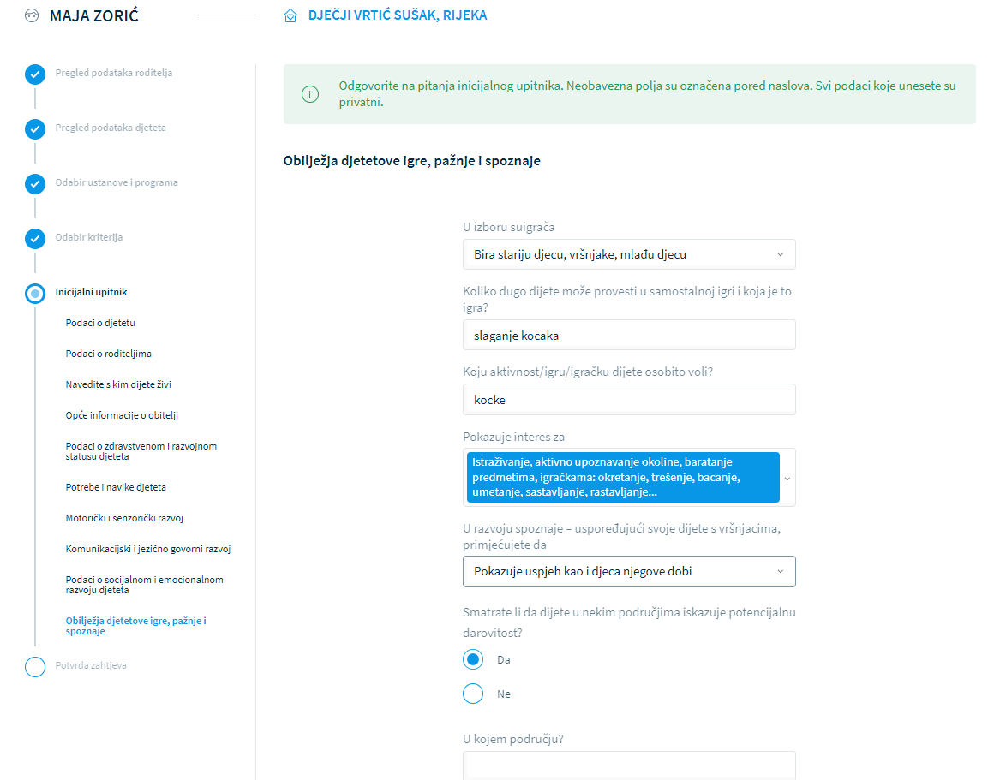 MAJA ZORIĆ
DJEČJI VRTIĆ SUŠAK, RIJEKA
Pregled podataka roditelja
Pregled podataka djeteta
Odabir ustanove i programa
Odabir kriterija
Inicijalni upitnik
Podaci o djetetu
Podaci o roditeljima
Navedite s kim dijete živi
Opće informacije o obitelji
Podaci o zdravstvenom i razvojnom
statusu djeteta
Potrebe i navike djeteta
Motorički i senzorički razvoj
Komunikacijski i jezično govorni razvoj
Podaci o socijalnom i emocionalnom
razvoju djeteta
Obilježja djetetove igre, pažnje i
spoznaje
Potvrda zahtjeva
Odgovorite na pitanja inicijalnog upitnika. Neobavezna polja su označena pored naslova. Svi podaci koje unesete su
privatni.
Obilježja djetetove igre, pažnje i spoznaje
U izboru suigrača
Bira stariju djecu, vršnjake, mlađu djecu
Koliko dugo dijete može provesti u samostalnoj igri i koja je to
igra?
slaganje kocaka
Koju aktivnost/igru/igračku dijete osobito voli?
kocke
Pokazuje interes za
Istraživanje, aktivno upoznavanje okoline, baratanje
predmetima, igračkama: okretanje, trešenje, bacanje,
umetanje, sastavljanje, rastavljanje...
U razvoju spoznaje – uspoređujući svoje dijete s vršnjacima,
primjećujete da
Pokazuje uspjeh kao i djeca njegove dobi
Smatrate li da dijete u nekim područjima iskazuje potencijalnu
darovitost?
Da
Ne
U kojem području?